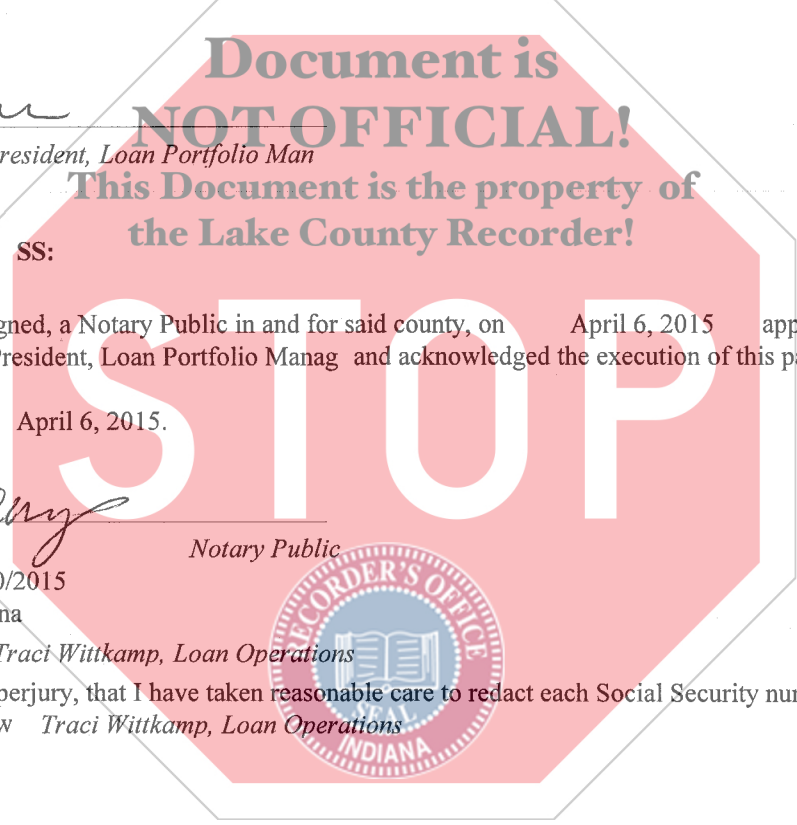 Document is
NOT OFFICIAL!
resident, Loan Portfolio Man
This Document is the property of
the Lake County Recorder!
SS:
gned, a Notary Public in and for said county, on April 6, 2015 app
President, Loan Portfolio Manag and acknowledged the execution of this pa
April 6, 2015.
STOP
Notary Public
0/2015
na
Traci Wittkamp, Loan Operations
perjury, that I have taken reasonable care to redact each Social Security nu
w Traci Wittkamp, Loan Operations
RECORDER'S OFFICE
SEAL
INDIANA